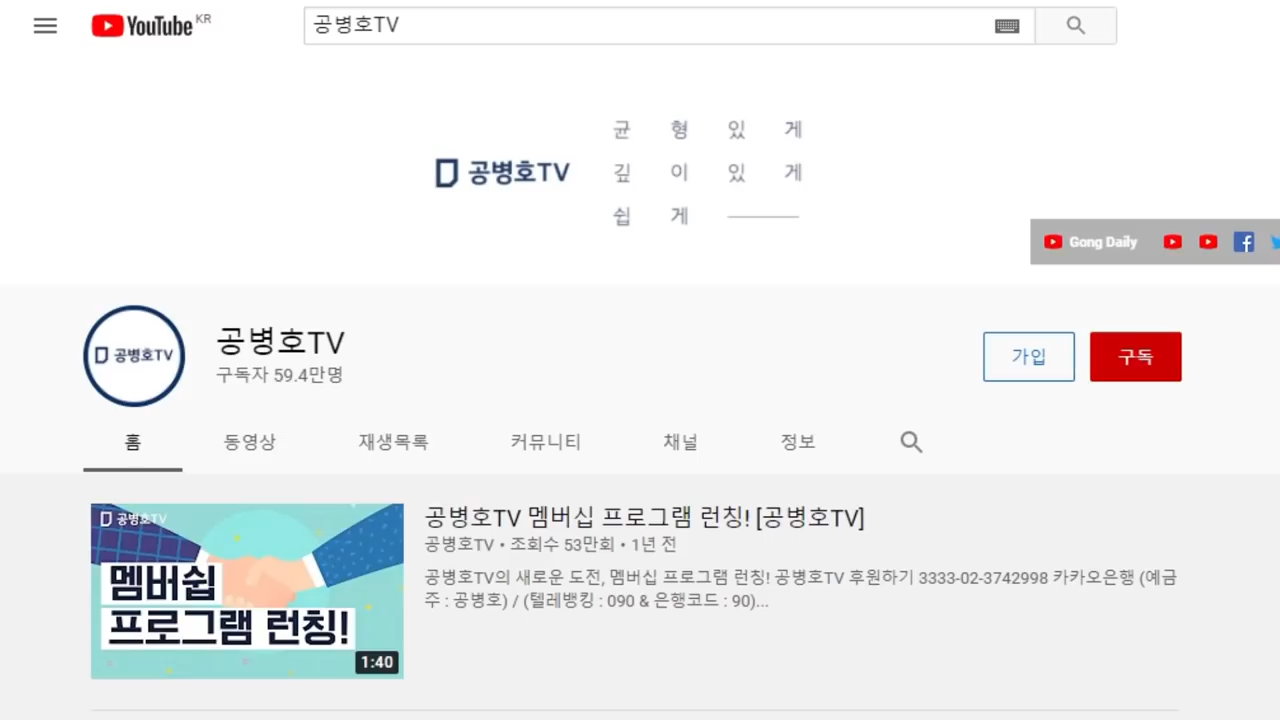 YouTube KR
공병호TV
균 형 있 게
공병호TV
깊 이 있 게
쉽 게
Gong Daily
공병호TV
공병호TV
구독자 59.4만명
가입
구독
홈 동영상 재생목록 커뮤니티 채널 정보
공병호TV
멤버쉽
프로그램 런칭!
1:40
공병호TV 멤버십 프로그램 런칭! [공병호TV]
공병호TV • 조회수 53만회 • 1년 전
공병호TV의 새로운 도전, 멤버십 프로그램 런칭! 공병호TV 후원하기 3333-02-3742998 카카오은행 (예금
주 : 공병호) / (텔레뱅킹 : 090 & 은행코드 : 90)...